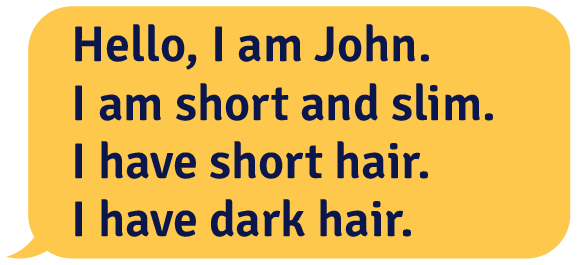 Hello, I am John.
I am short and slim.
I have short hair.
I have dark hair.